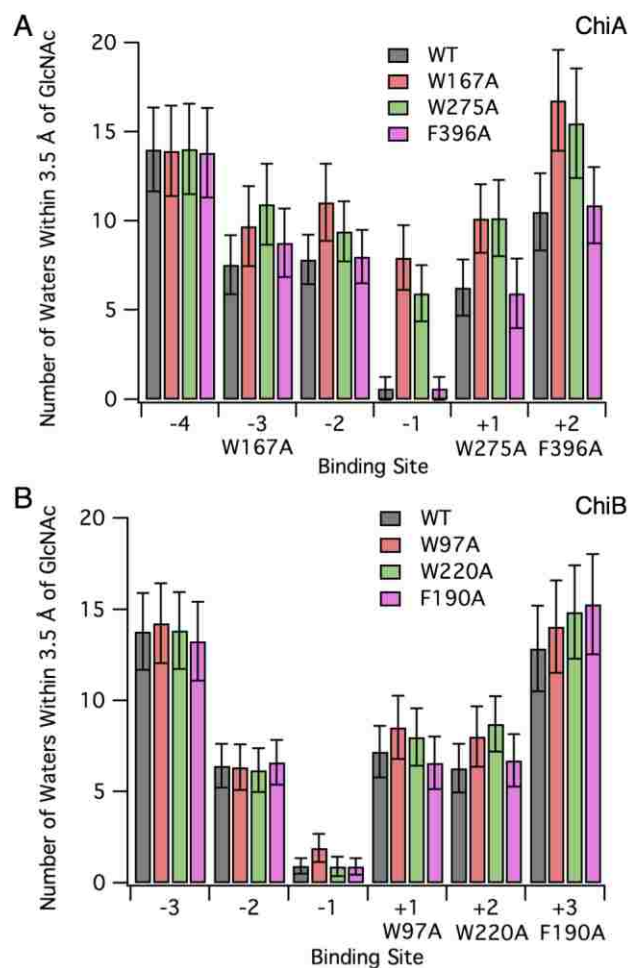 A
ChiA
Number of Waters Within 3.5 Å of GlcNAc
20
15
10
5
0
WT
W167A
W275A
F396A
-4 -3 -2 -1 +1 +2
W167A W275A F396A
Binding Site
B
ChiB
Number of Waters Within 3.5 Å of GlcNAc
20
15
10
5
0
WT
W97A
W220A
F190A
-3 -2 -1 +1 +2 +3
W97A W220A F190A
Binding Site